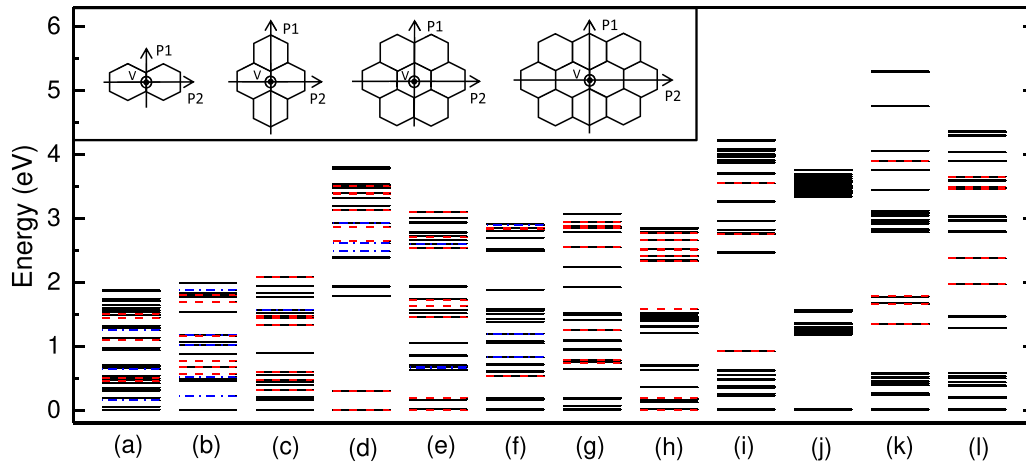 6
5
4
3
2
1
0
Energy (eV)
P1
V
P2
P1
V
P2
P1
V
P2
P1
V
P2
(a) (b) (c) (d) (e) (f) (g) (h) (i) (j) (k) (l)